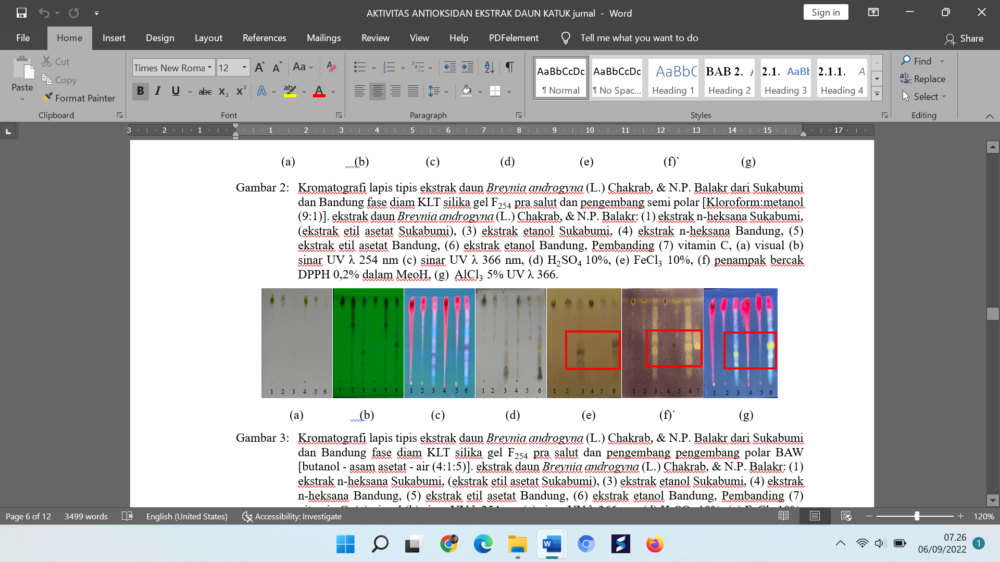 AKTIVITAS ANTIOKSIDAN EKSTRAK DAUN KATUK jurnal - Word
Sign in
File Home Insert Design Layout References Mailings Review View Help PDFelement Tell me what you want to do Share
Paste
Cut
Copy
Format Painter
Clipboard
Times New Roma 12
Font
Paragraph
AaBbCcDc AaBbCcDc AaBbC BAB 2. A 2.1. AaBb 2.1.1. A
¶ Normal ¶ No Spac... Heading 1 Heading 2 Heading 3 Heading 4
Styles
Find
Replace
Select
Editing
3 2 1 1 2 3 4 5 6 7 8 9 10 11 12 13 14 15 17
(a) (b) (c) (d) (e) (f)` (g)
Gambar 2: Kromatografi lapis tipis ekstrak daun Breynia androgyna (L.) Chakrab, & N.P. Balakr dari Sukabumi
dan Bandung fase diam KLT silika gel F254 pra salut dan pengembang semi polar [Kloroform:metanol
(9:1)]. ekstrak daun Breynia androgyna (L.) Chakrab, & N.P. Balakr: (1) ekstrak n-heksana Sukabumi,
(ekstrak etil asetat Sukabumi), (3) ekstrak etanol Sukabumi, (4) ekstrak n-heksana Bandung, (5)
ekstrak etil asetat Bandung, (6) ekstrak etanol Bandung, Pembanding (7) vitamin C, (a) visual (b)
sinar UV λ 254 nm (c) sinar UV λ 366 nm, (d) H2SO4 10%, (e) FeCl3 10%, (f) penampak bercak
DPPH 0,2% dalam MeoH, (g) AlCl3 5% UV λ 366.
1 2 3 4 5 6 1 2 3 4 5 6 1 2 3 4 5 6 1 2 3 4 5 6 1 2 3 4 5 6 1 2 3 4 5 6 7 1 2 3 4 5 6
(a) (b) (c) (d) (e) (f)` (g)
Gambar 3: Kromatografi lapis tipis ekstrak daun Breynia androgyna (L.) Chakrab, & N.P. Balakr dari Sukabumi
dan Bandung fase diam KLT silika gel F254 pra salut dan pengembang pengembang polar BAW
[butanol - asam asetat - air (4:1:5)]. ekstrak daun Breynia androgyna (L.) Chakrab, & N.P. Balakr: (1)
ekstrak n-heksana Sukabumi, (ekstrak etil asetat Sukabumi), (3) ekstrak etanol Sukabumi, (4) ekstrak
n-heksana Bandung, (5) ekstrak etil asetat Bandung, (6) ekstrak etanol Bandung, Pembanding (7)
Page 6 of 12 3499 words English (United States) Accessibility: Investigate 120%
07.26
06/09/2022
1